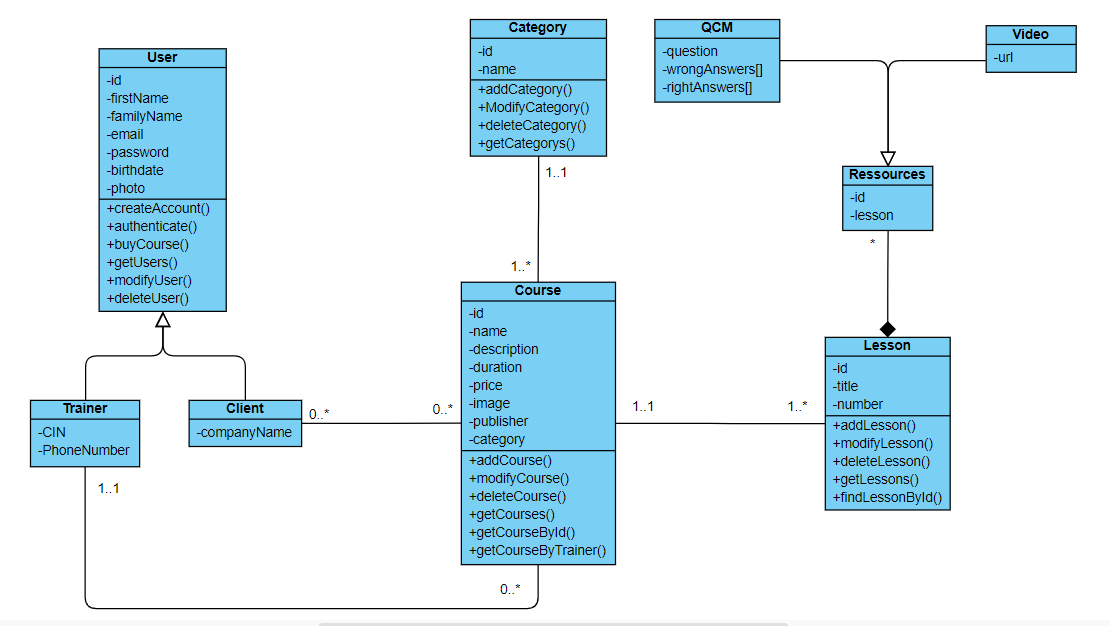 User
-id
-firstName
-familyName
-email
-password
-birthdate
-photo
+createAccount()
+authenticate()
+buyCourse()
+getUsers()
+modifyUser()
+deleteUser()
Category
-id
-name
+addCategory()
+ModifyCategory()
+deleteCategory()
+getCategorys()
1..1
1..*
QCM
-question
-wrongAnswers[]
-rightAnswers[]
Video
-url
Ressources
-id
-lesson
*
Trainer
-CIN
-PhoneNumber
1..1
Client
-companyName
0..*
0..*
Course
-id
-name
-description
-duration
-price
-image
-publisher
-category
+addCourse()
+modifyCourse()
+deleteCourse()
+getCourses()
+getCourseById()
+getCourseByTrainer()
0..*
1..1
1..*
Lesson
-id
-title
-number
+addLesson()
+modifyLesson()
+deleteLesson()
+getLessons()
+findLessonById()